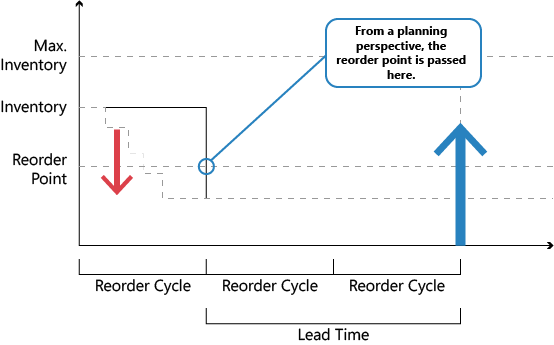 From a planning
perspective, the
reorder point is passed
here.
Max.
Inventory
Inventory
Reorder
Point
Reorder Cycle
Reorder Cycle
Reorder Cycle
Lead Time